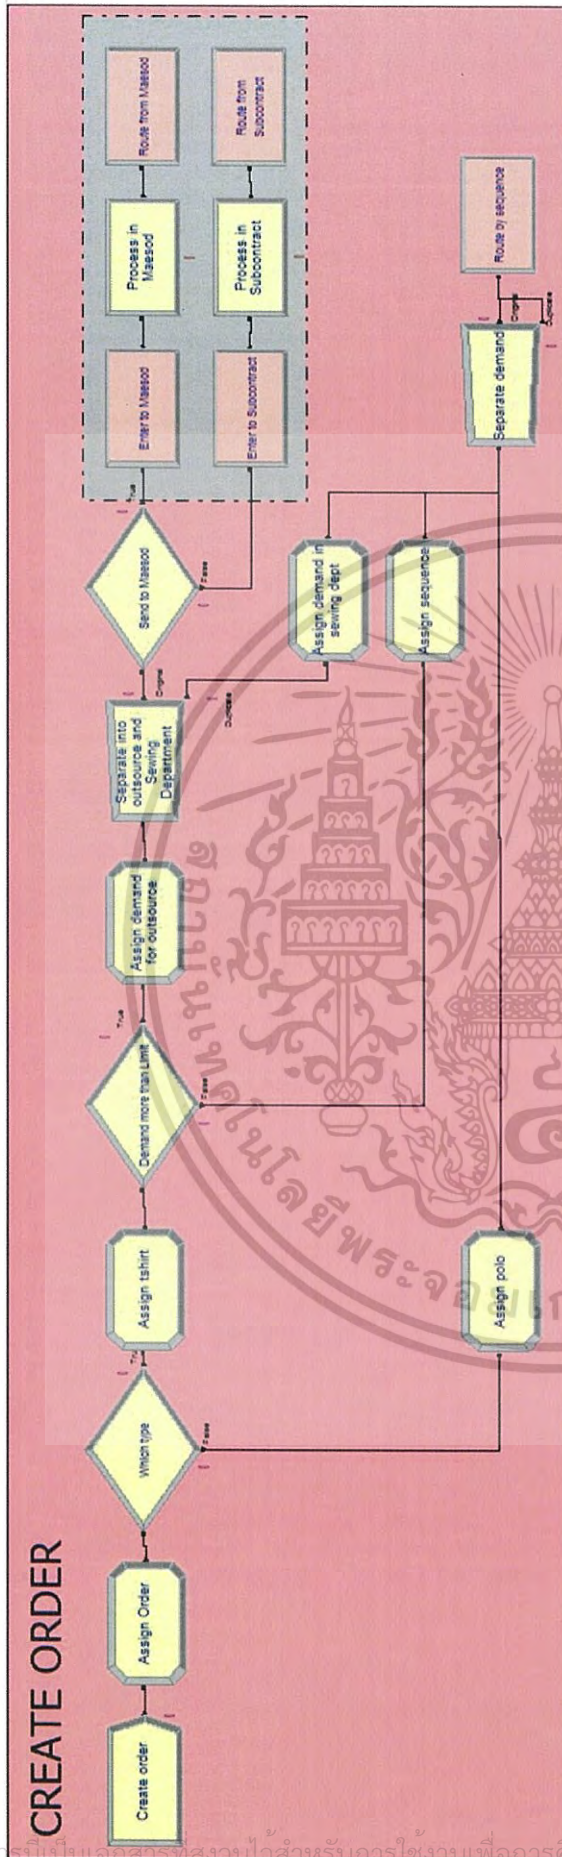 CREATE ORDER
Create order
Assign Order
Which type
True
False
Assign tshirt
Demand more than Limit
True
False
Assign demand
for outsource
Separate into
outsource and
Sewing
Department
Original
Duplicate
Send to Maesod
True
False
Enter to Maesod
Process in
Maesod
Route from Maesod
Enter to Subcontract
Process in
Subcontract
Route from
Subcontract
Assign demand in
sewing dept
Assign sequence
Assign polo
Separate demand
Original
Duplicate
Route by sequence